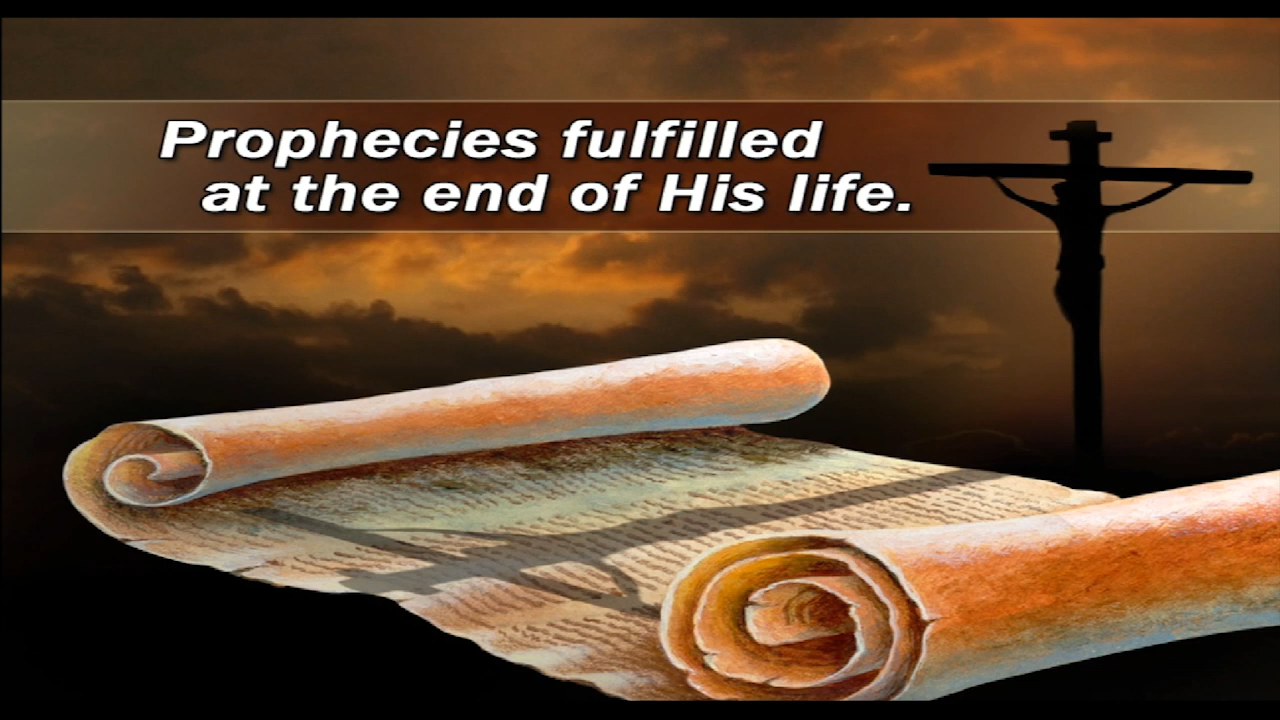 Prophecies fulfilled
at the end of His life.